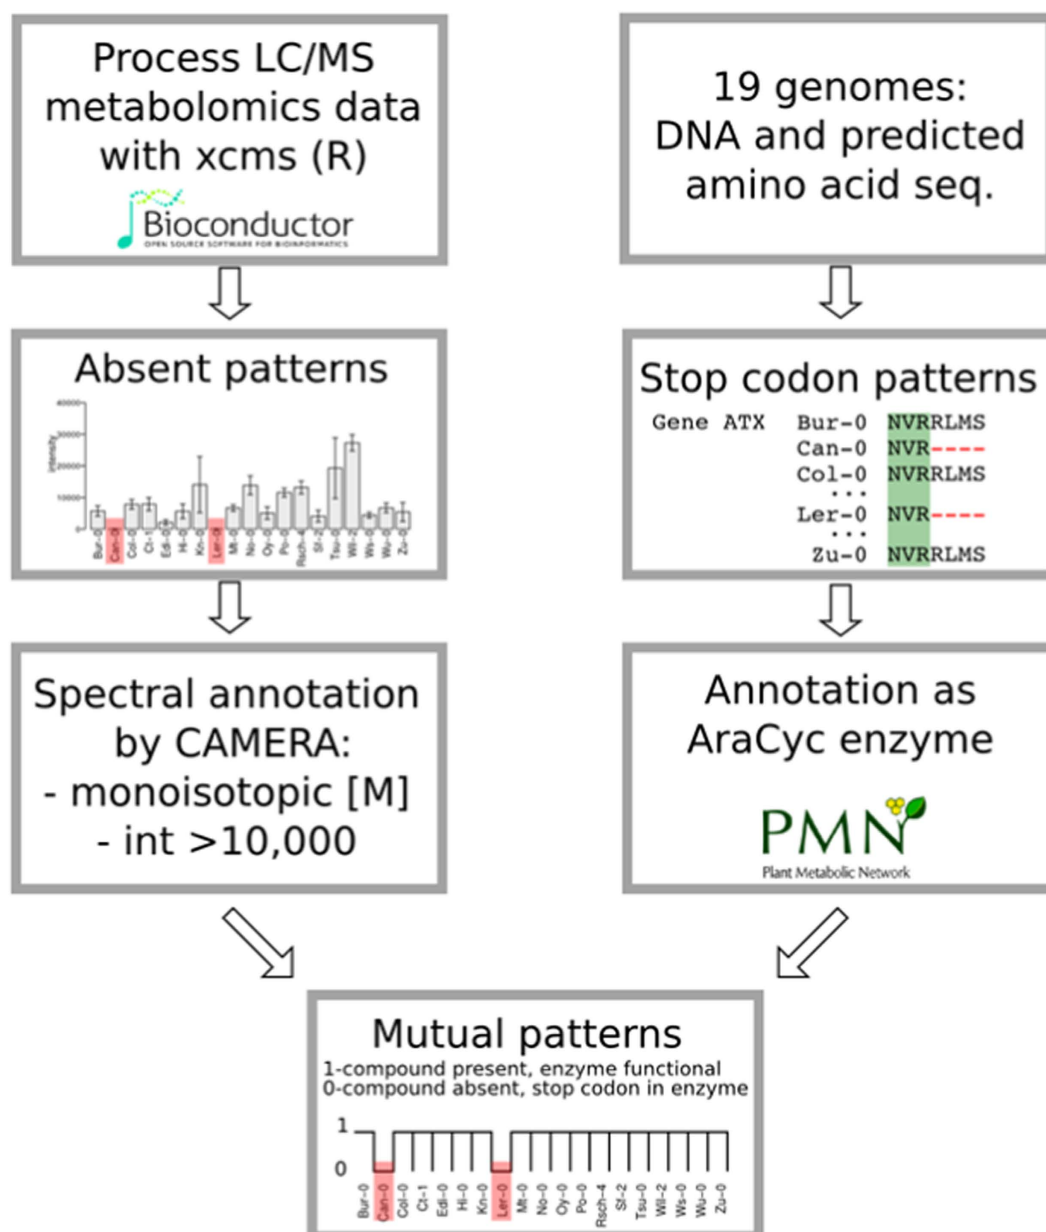 Process LC/MS
metabolomics data
with xcms (R)
Bioconductor
OPEN SOURCE SOFTWARE FOR BIOINFORMATICS
19 genomes:
DNA and predicted
amino acid seq.
Absent patterns
40000
30000
20000
10000
0
intensity
Bur-0
Can-0
Col-0
Ct-1
Edi-0
Hi-0
Kn-0
Ler-0
Mt-0
No-0
Oy-0
Po-0
Rsch-4
Sf-2
Tsu-0
Wil-2
Ws-0
Wu-0
Zu-0
Stop codon patterns
Gene ATX Bur-0 NVRRLMS
Can-0 NVR----
Col-0 NVRRLMS
...
Ler-0 NVR----
...
Zu-0 NVRRLMS
Spectral annotation
by CAMERA:
- monoisotopic [M]
- int >10,000
Annotation as
AraCyc enzyme
PMN
Plant Metabolic Network
Mutual patterns
1-compound present, enzyme functional
0-compound absent, stop codon in enzyme
1
0
Bur-0
Can-0
Col-0
Ct-1
Edi-0
Hi-0
Kn-0
Ler-0
Mt-0
No-0
Oy-0
Po-0
Rsch-4
Sf-2
Tsu-0
Wil-2
Ws-0
Wu-0
Zu-0